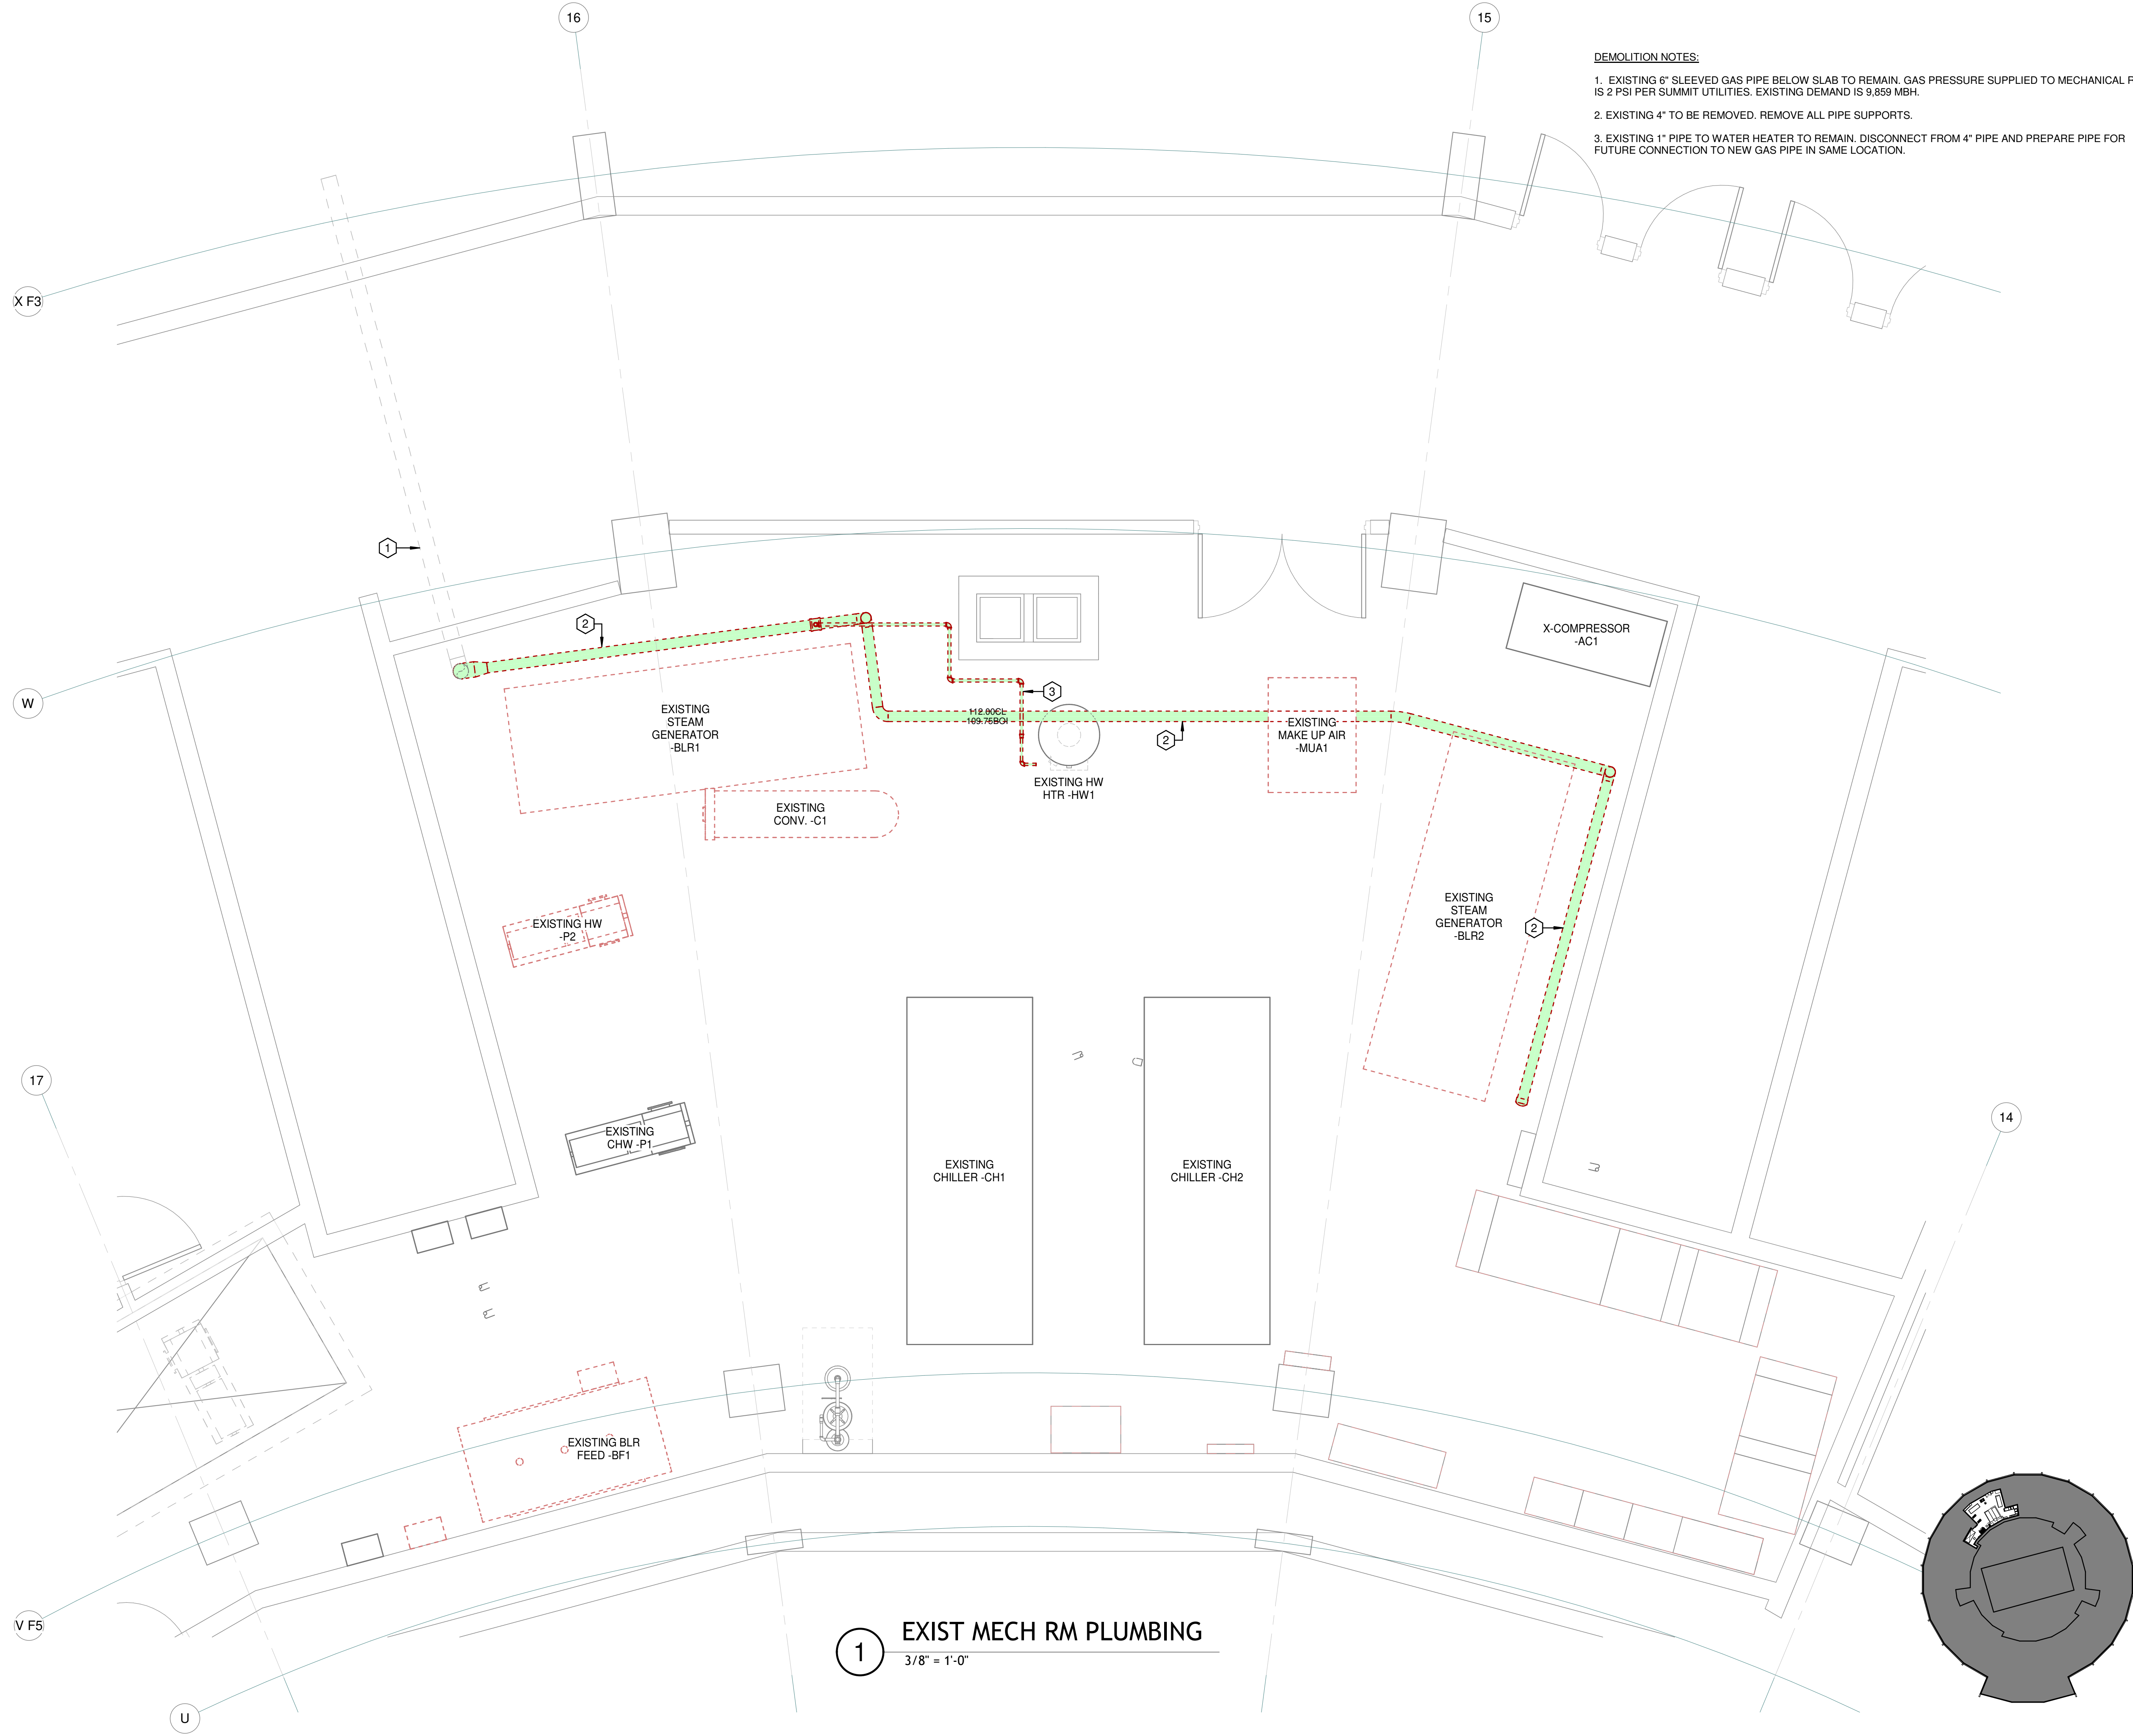 16
15
DEMOLITION NOTES:
1. EXISTING 6" SLEEVED GAS PIPE BELOW SLAB TO REMAIN. GAS PRESSURE SUPPLIED TO MECHANICAL
IS 2 PSI PER SUMMIT UTILITIES. EXISTING DEMAND IS 9,859 MBH.
2. EXISTING 4" TO BE REMOVED. REMOVE ALL PIPE SUPPORTS.
3. EXISTING 1" PIPE TO WATER HEATER TO REMAIN. DISCONNECT FROM 4" PIPE AND PREPARE PIPE FOR
FUTURE CONNECTION TO NEW GAS PIPE IN SAME LOCATION.
X F3
1
2
X-COMPRESSOR
-AC1
W
3
EXISTING
STEAM
GENERATOR
-BLR1
112.00CL
109.75BOI
2
EXISTING
MAKE UP AIR
-MUA1
EXISTING HW
HTR -HW1
EXISTING
CONV. -C1
EXISTING HW
-P2
EXISTING
STEAM
GENERATOR
-BLR2
2
17
14
EXISTING
CHW -P1
EXISTING
CHILLER -CH1
EXISTING
CHILLER -CH2
EXISTING BLR
FEED -BF1
V F5
1
EXIST MECH RM PLUMBING
3/8" = 1'-0"
U